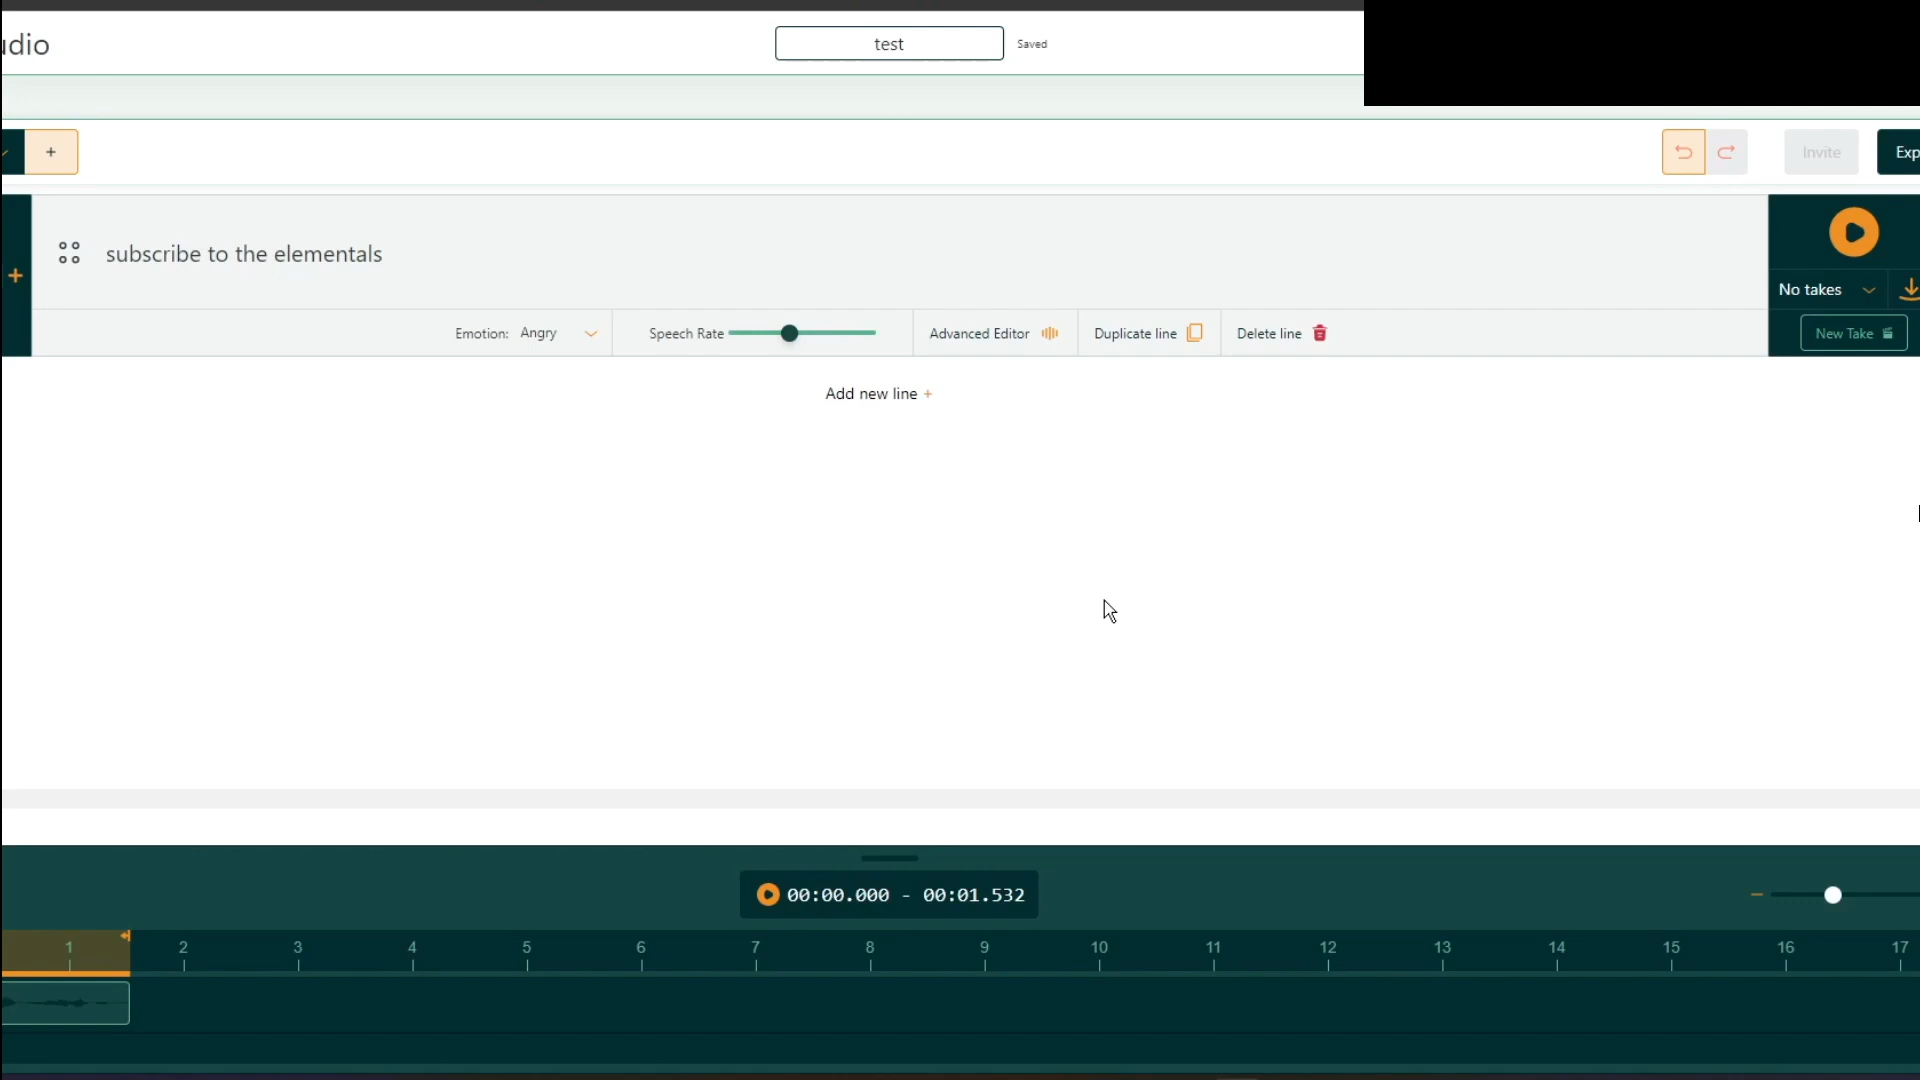 udio
test
Saved
+
Invite
Exp
+
subscribe to the elementals
No takes
Emotion: Angry
Speech Rate
Advanced Editor
Duplicate line
Delete line
New Take
Add new line +
00:00.000 - 00:01.532
1 2 3 4 5 6 7 8 9 10 11 12 13 14 15 16 17